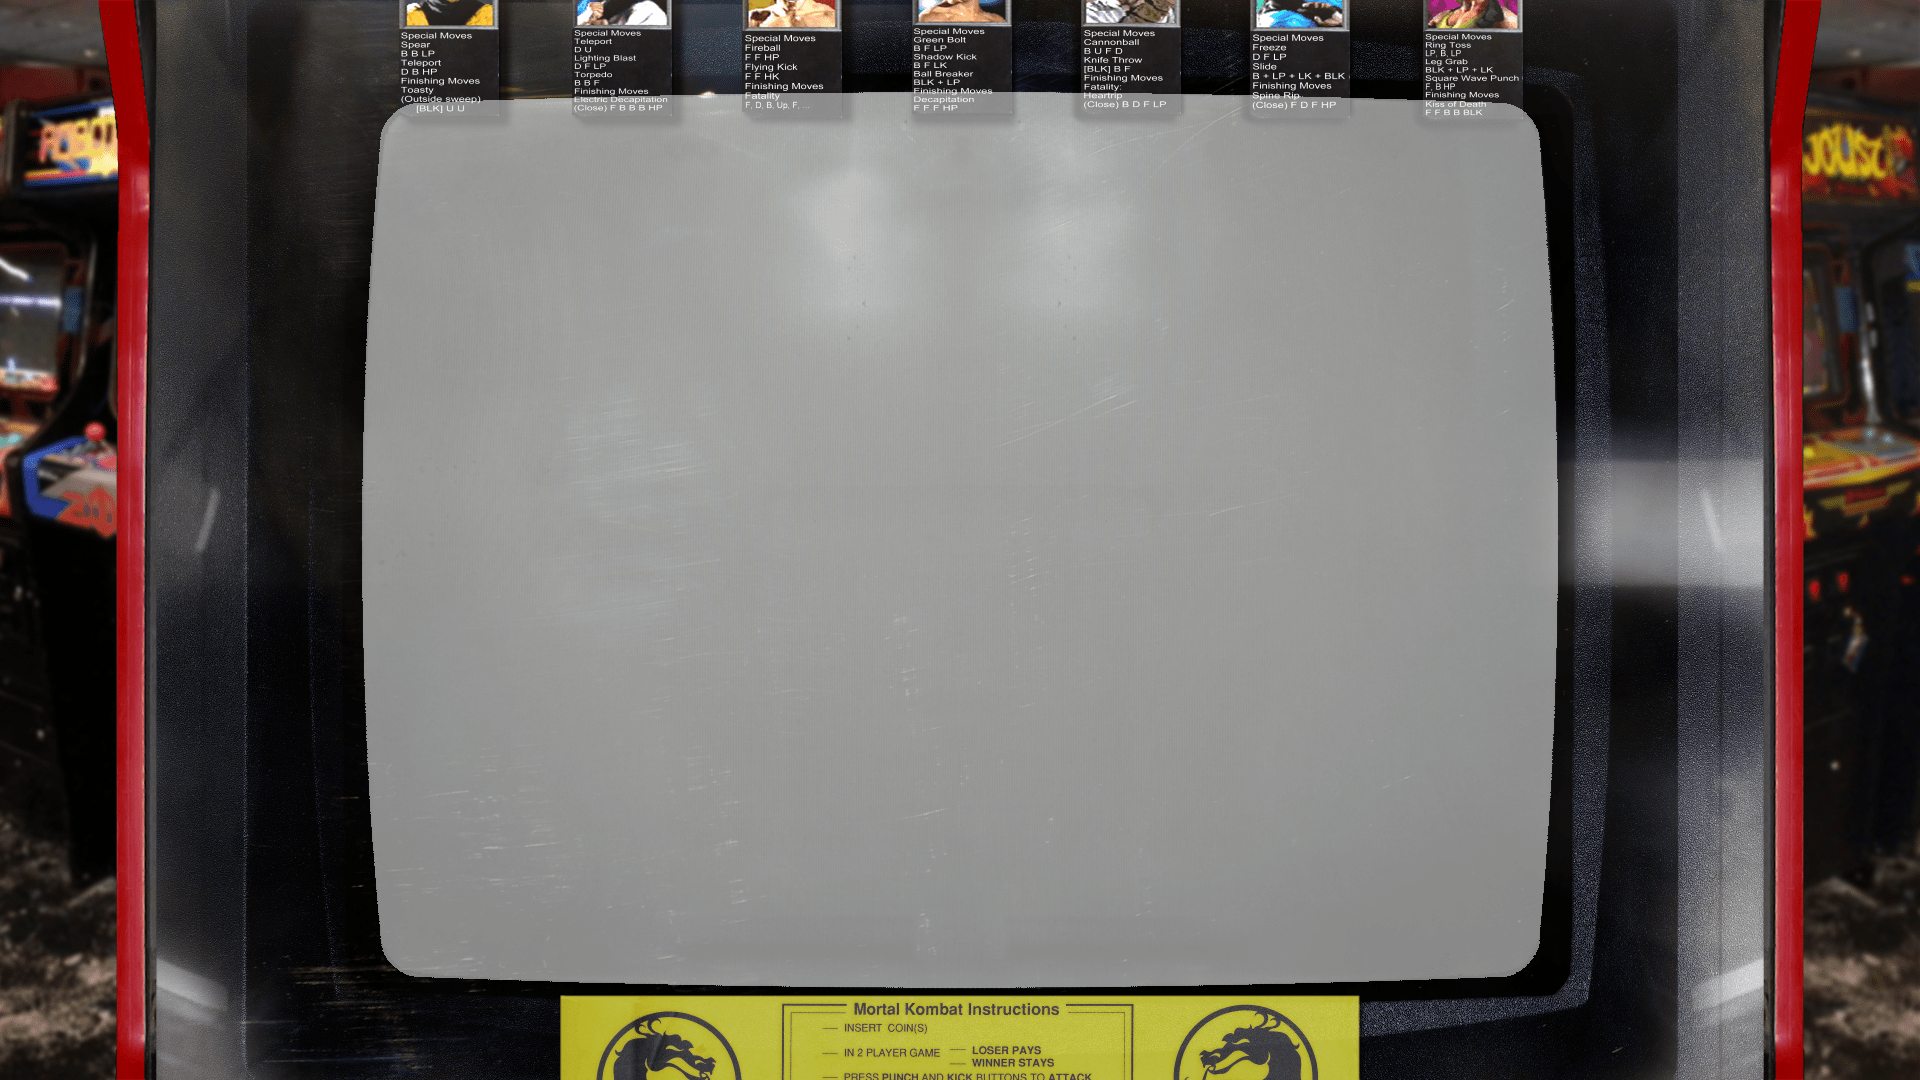 Special Moves
Spear
B B LP
Teleport
D B HP
Finishing Moves
Toasty
(Outside sweep)
[BLK] U U
Special Moves
Teleport
D U
Lighting Blast
D F LP
Torpedo
B B F
Finishing Moves
Electric Decapitation
(Close) F B B B HP
Special Moves
Fireball
F F HP
Flying Kick
F F HK
Finishing Moves
Fatality
F, D, B, Up, F, ...
Special Moves
Green Bolt
B F LP
Shadow Kick
B F LK
Ball Breaker
BLK + LP
Finishing Moves
Decapitation
F F F HP
Special Moves
Cannonball
B U F D
Knife Throw
[BLK] B F
Finishing Moves
Fatality:
Heartrip
(Close) B D F LP
Special Moves
Freeze
D F LP
Slide
B + LP + LK + BLK
Finishing Moves
Spine Rip
(Close) F D F HP
Special Moves
Ring Toss
LP, B, LP
Leg Grab
BLK + LP + LK
Square Wave Punch
F, B HP
Finishing Moves
Kiss of Death
F F B B BLK
JOUST
Mortal Kombat Instructions
INSERT COIN(S)
IN 2 PLAYER GAME
LOSER PAYS
WINNER STAYS
PRESS PUNCH AND KICK BUTTONS TO ATTACK